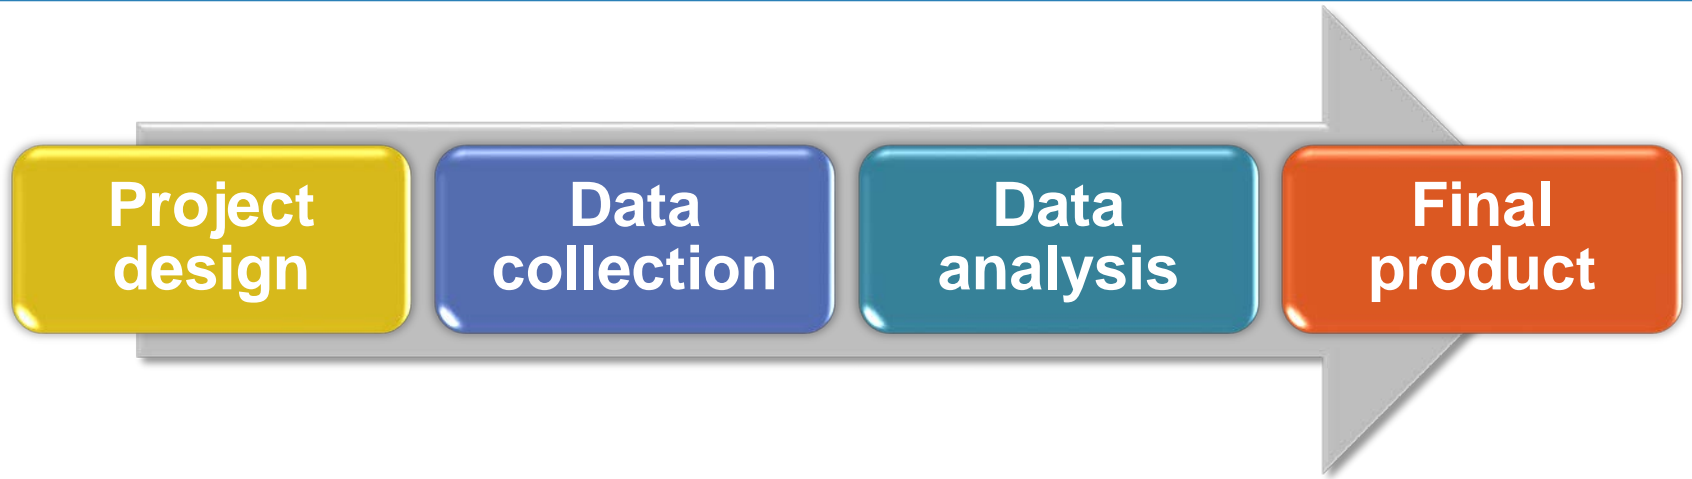 Project
design
Data
collection
Data
analysis
Final
product